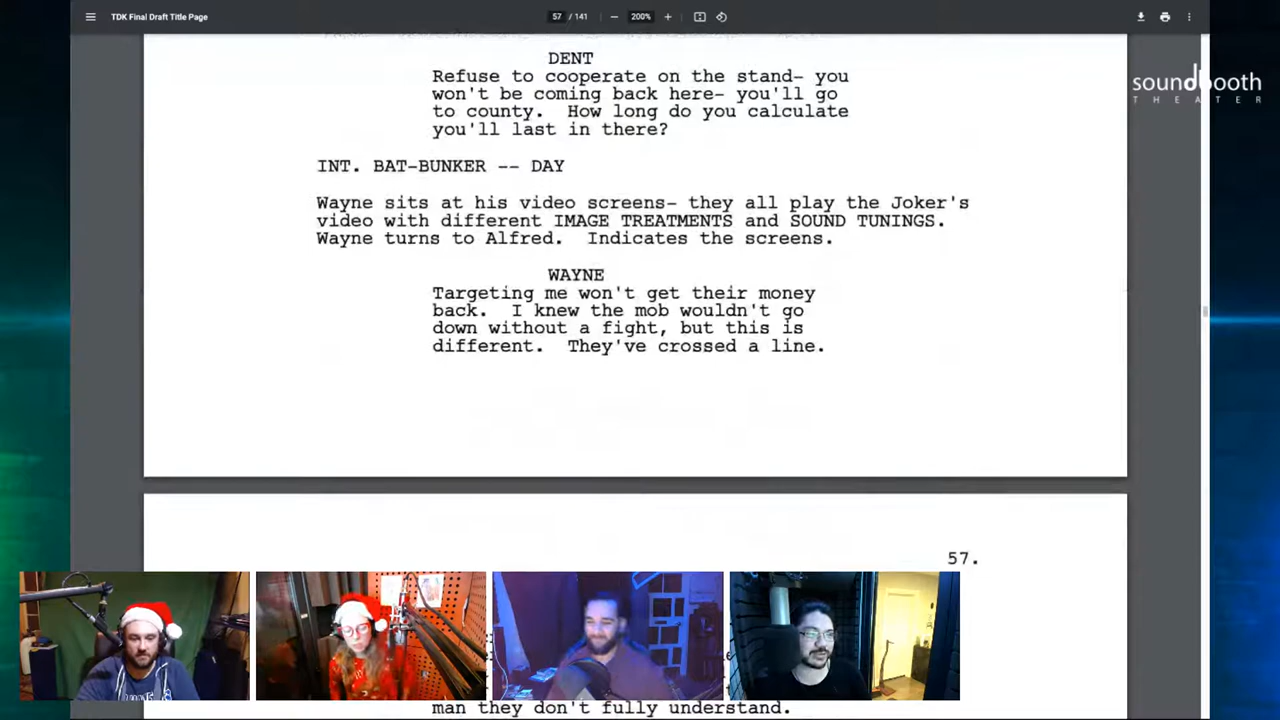 TDK Final Draft Title Page
57 / 141
200%
soundbooth
THEATER
DENT
Refuse to cooperate on the stand- you
won't be coming back here- you'll go
to county. How long do you calculate
you'll last in there?
INT. BAT-BUNKER -- DAY
Wayne sits at his video screens- they all play the Joker's
video with different IMAGE TREATMENTS and SOUND TUNINGS.
Wayne turns to Alfred. Indicates the screens.
WAYNE
Targeting me won't get their money
back. I knew the mob wouldn't go
down without a fight, but this is
different. They've crossed a line.
57.
man they don't fully understand.